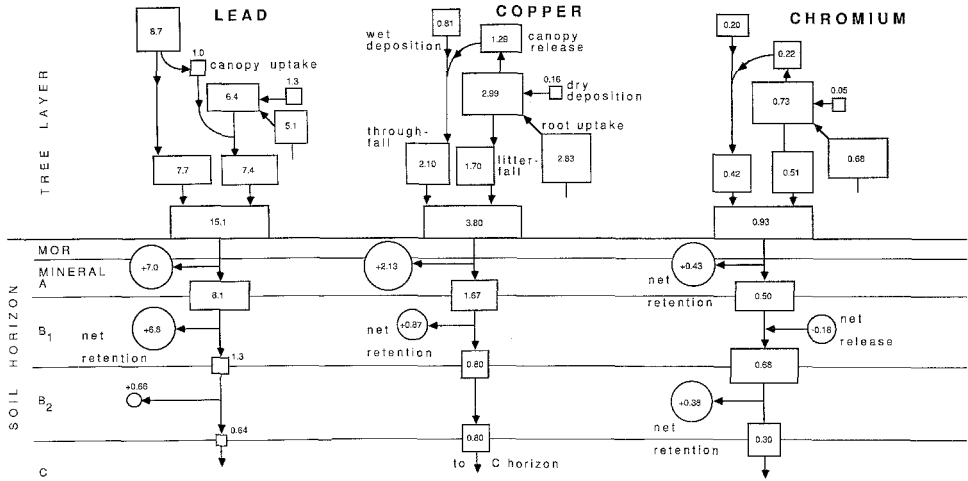 LEAD
COPPER
CHROMIUM
8.7
1.0
canopy uptake
1.3
6.4
5.1
7.7
7.4
15.1
0.81
wet
deposition
1.29
canopy
release
2.99
0.16
dry
deposition
root uptake
through-
fall
2.10
1.70
litter-
fall
2.83
3.80
0.20
0.22
0.73
0.05
0.68
0.42
0.51
0.93
TREE LAYER
SOIL HORIZON
MOR
MINERAL
A
B1
B2
C
+7.0
8.1
+6.8
net
retention
1.3
+0.66
0.64
+2.13
1.67
+0.87
net
retention
0.80
0.80
to C horizon
+0.43
net
retention
0.50
-0.18
net
release
0.68
+0.38
net
retention
0.30